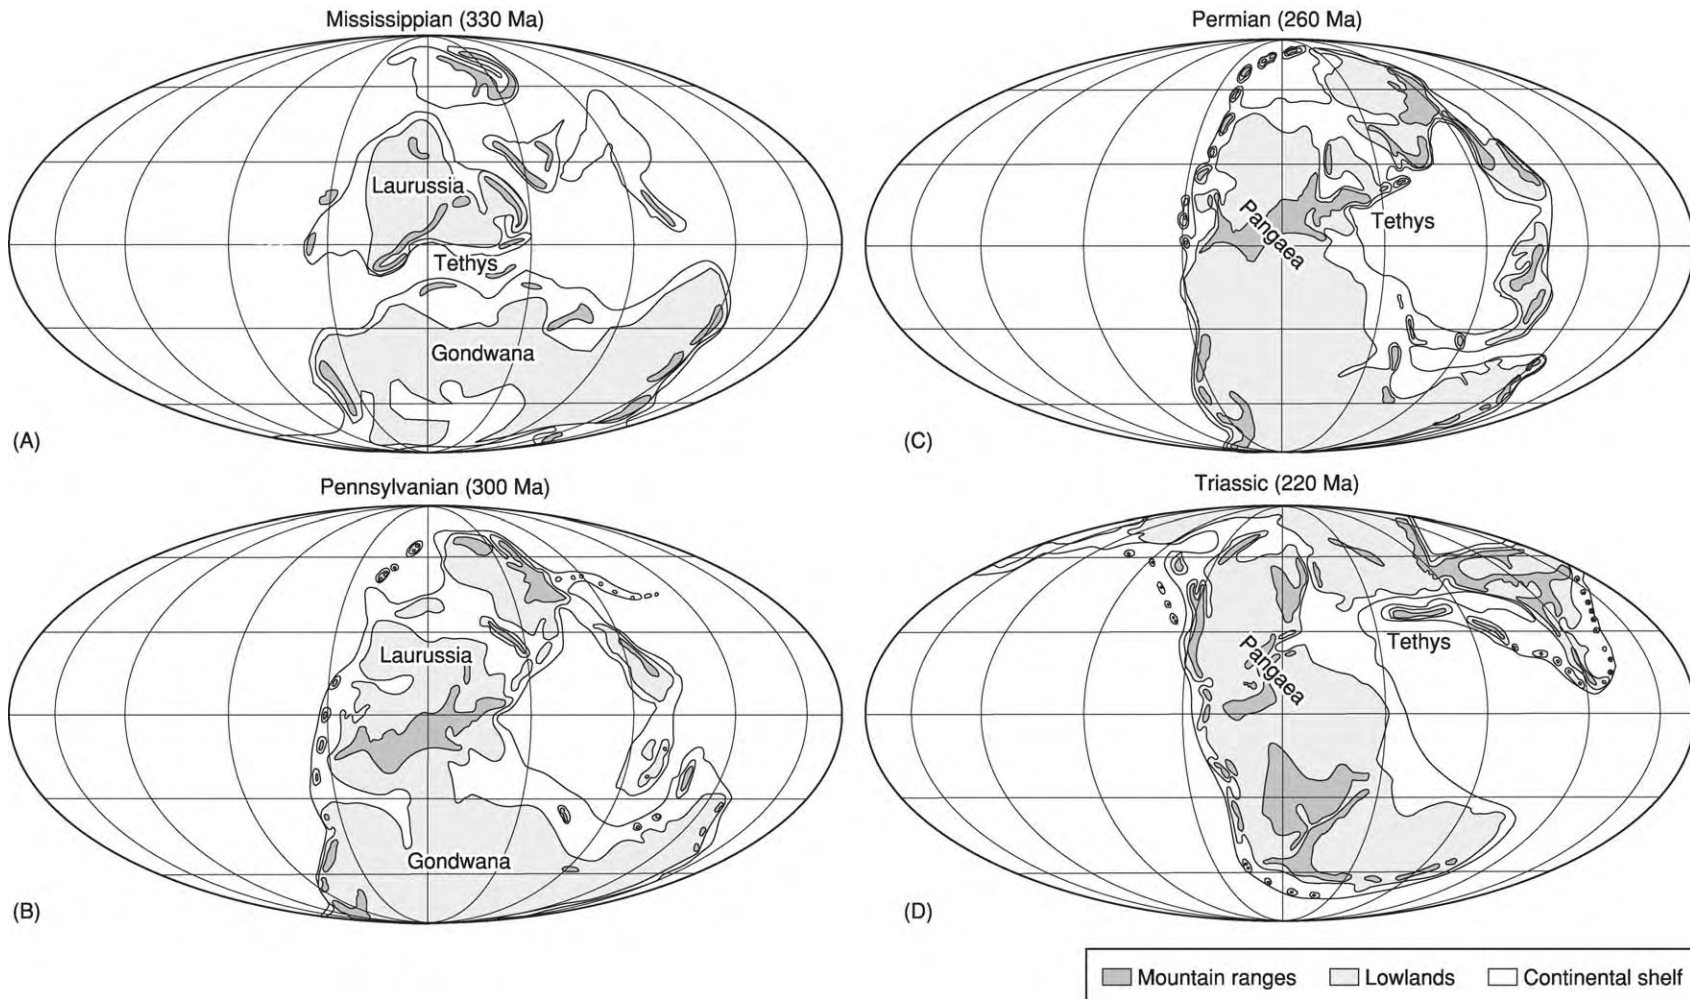 Mississippian (330 Ma)
Laurussia
Tethys
Gondwana
(A)
Pennsylvanian (300 Ma)
Laurussia
Gondwana
(B)
Permian (260 Ma)
Pangaea
Tethys
(C)
Triassic (220 Ma)
Tethys
Pangaea
(D)
Mountain ranges
Lowlands
Continental shelf